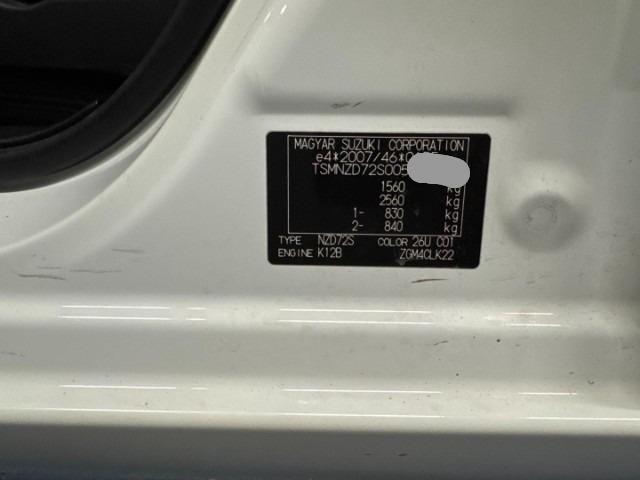 MAGYAR SUZUKI CORPORATION
e4*2007/46*0
TSMNZD72S005
1560 kg
2560 kg
1- 830 kg
2- 840 kg
TYPE NZD72S COLOR 26U C01
ENGINE K12B ZGM4CLK22